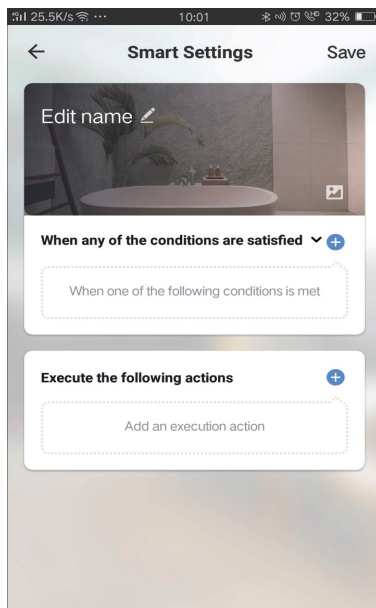 25.5K/s ... 10:01 32%
Smart Settings Save
Edit name
When any of the conditions are satisfied
When one of the following conditions is met
Execute the following actions
Add an execution action